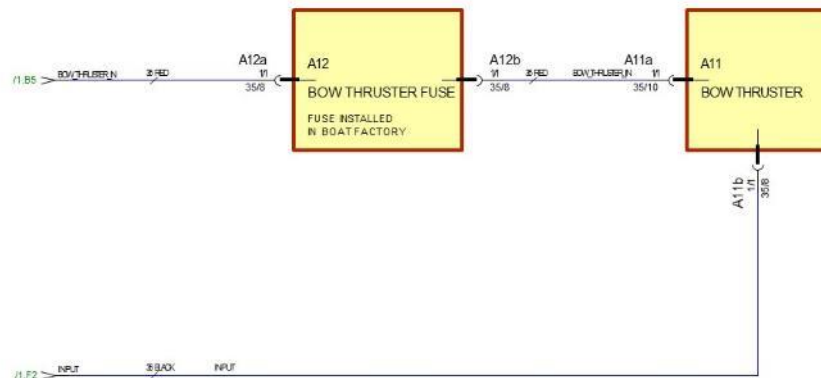 A12a
A12
A12b
A11a
A11
/1.B5
BOW_THRUSTER_IN
35 RED
1/1
35/8
1/1
35/8
35 RED
BOW_THRUSTER_IN
1/1
35/10
BOW THRUSTER FUSE
BOW THRUSTER
FUSE INSTALLED
IN BOAT FACTORY
A11b
1/1
35/8
/1.F2
INPUT
35 BLACK
INPUT